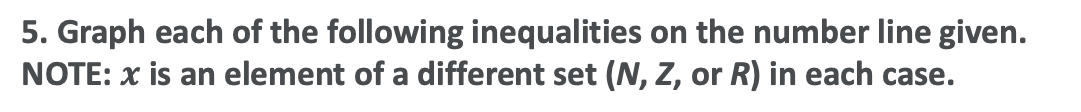 5. Graph each of the following inequalities on the number line given.
NOTE: x is an element of a different set (N, Z, or R) in each case.